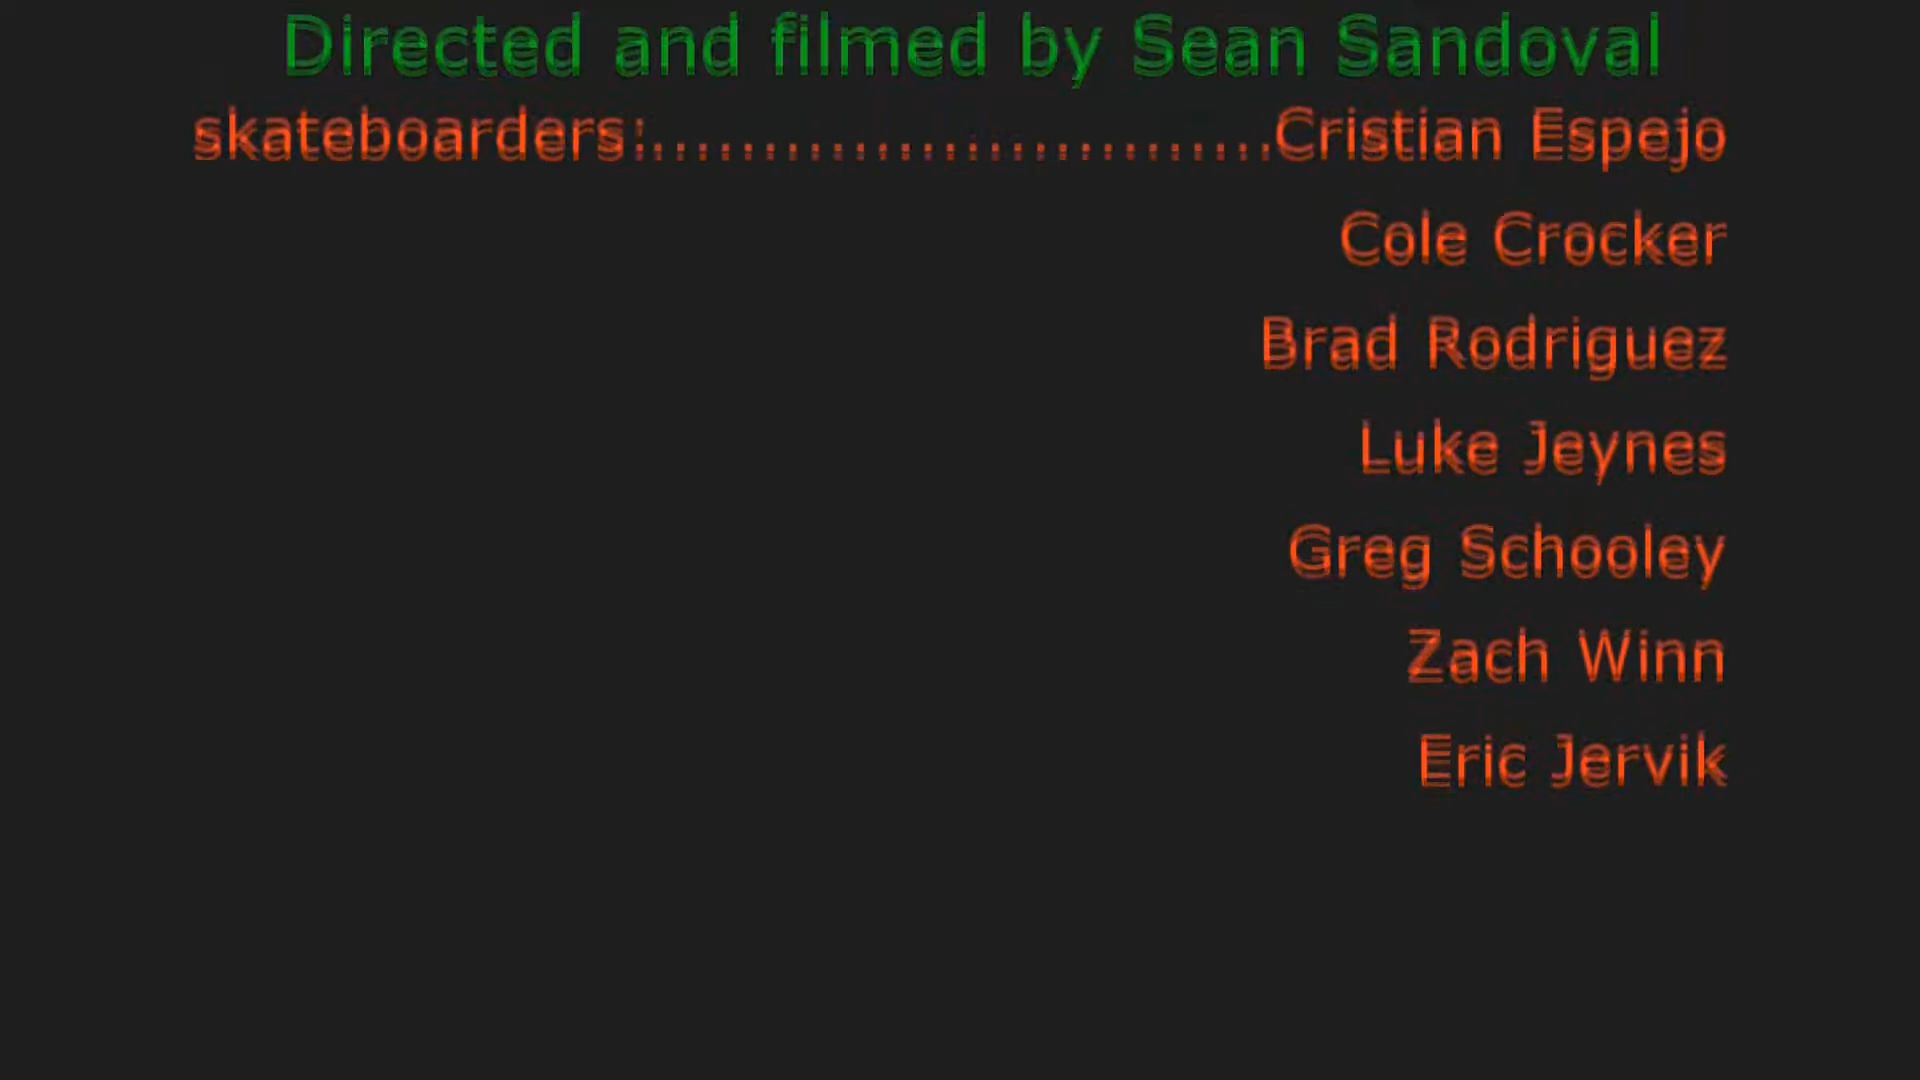 Directed and filmed by Sean Sandoval
skateboarders:............................Cristian Espejo
Cole Crocker
Brad Rodriguez
Luke Jeynes
Greg Schooley
Zach Winn
Eric Jervik